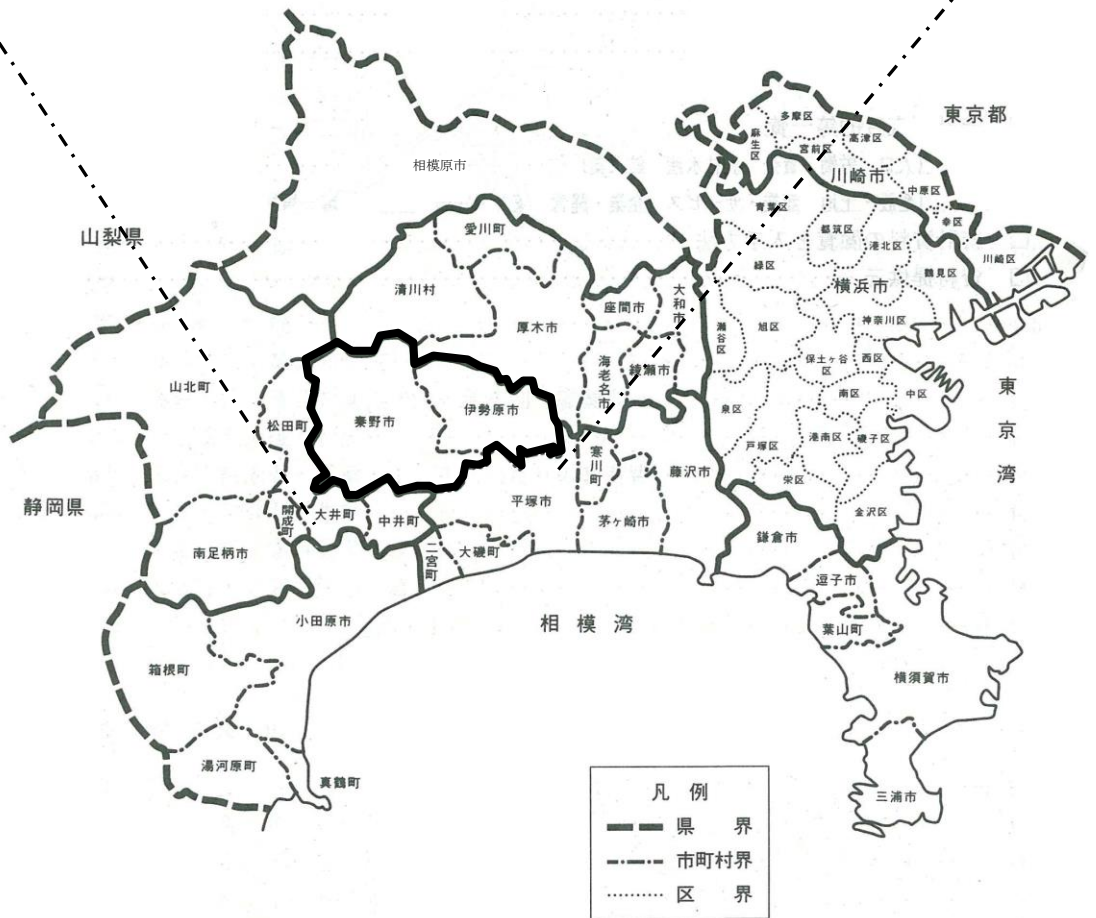 東京都
多摩区
高津区
麻生区
宮前区
川崎市
中原区
幸区
川崎区
相模原市
青葉区
都筑区
港北区
鶴見区
緑区
横浜市
山梨県
愛川町
清川村
厚木市
座間市
大和市
瀬谷区
旭区
神奈川区
保土ヶ谷区
西区
海老名市
綾瀬市
山北町
松田町
秦野市
伊勢原市
南区
中区
泉区
東京湾
戸塚区
港南区
磯子区
寒川町
藤沢市
栄区
金沢区
静岡県
開成町
大井町
中井町
平塚市
茅ヶ崎市
鎌倉市
南足柄市
二宮町
大磯町
逗子市
小田原市
相模湾
葉山町
箱根町
横須賀市
湯河原町
真鶴町
三浦市
凡例
県界
市町村界
区界